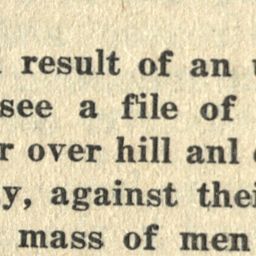 result of an
see a file of
r over hill anl
y, against thei
mass of men